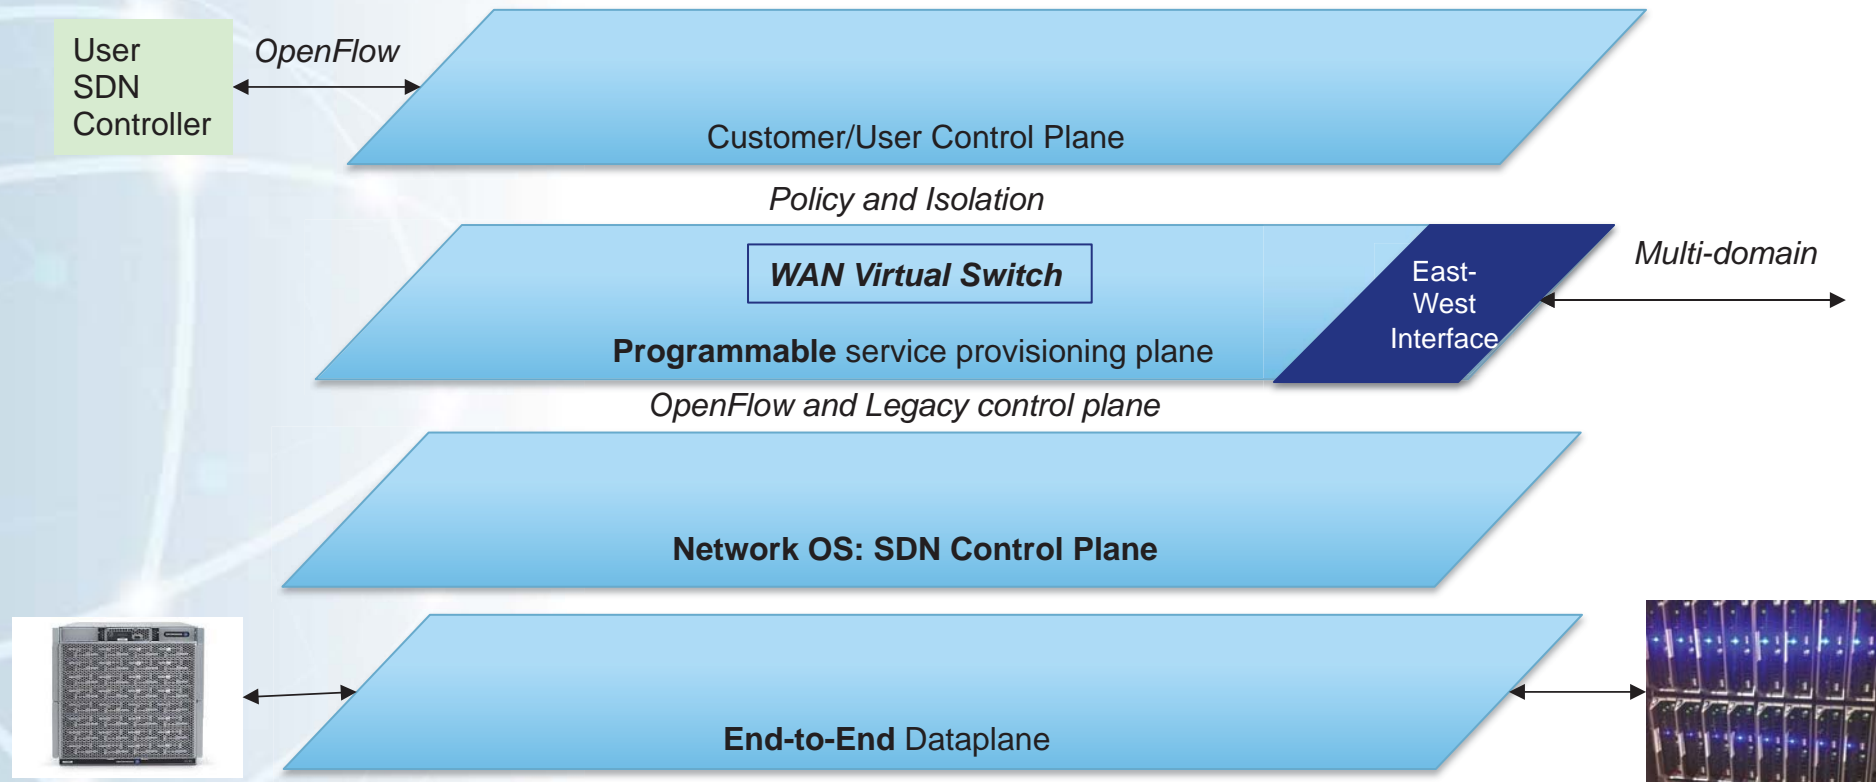 User
SDN
Controller
OpenFlow
Customer/User Control Plane
Policy and Isolation
WAN Virtual Switch
Programmable service provisioning plane
East-
West
Interface
Multi-domain
OpenFlow and Legacy control plane
Network OS: SDN Control Plane
End-to-End Dataplane